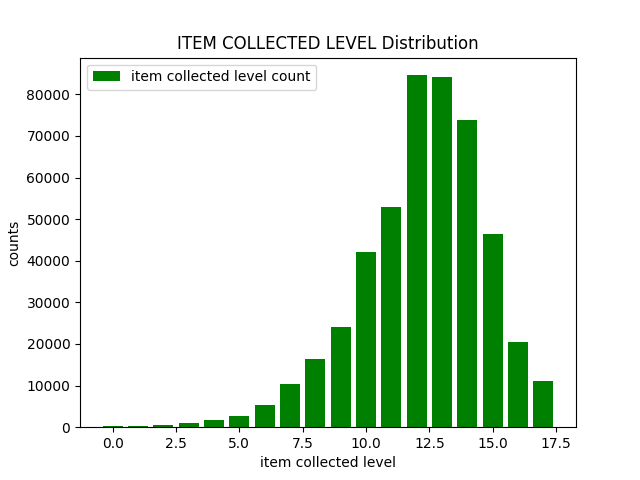 ITEM COLLECTED LEVEL Distribution
item collected level count
80000
70000
60000
50000
40000
30000
20000
10000
0
counts
0.0 2.5 5.0 7.5 10.0 12.5 15.0 17.5
item collected level